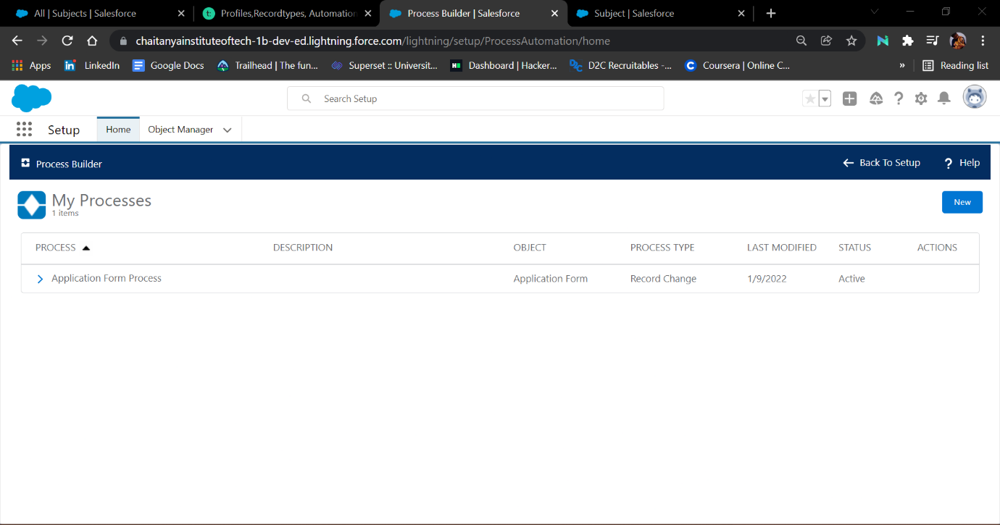 All | Subjects | Salesforce
Profiles,Recordtypes, Automation
Process Builder | Salesforce
Subject | Salesforce
chaitanyainstituteoftech-1b-dev-ed.lightning.force.com/lightning/setup/ProcessAutomation/home
Apps
in LinkedIn
Google Docs
Trailhead | The fun...
Superset :: Universit...
Dashboard | Hacker...
D2C Recruitables -...
C Coursera | Online C...
»
Reading list
Search Setup
Setup
Home
Object Manager
Process Builder
Back To Setup
? Help
My Processes
1 items
New
PROCESS DESCRIPTION OBJECT PROCESS TYPE LAST MODIFIED STATUS ACTIONS
Application Form Process Application Form Record Change 1/9/2022 Active